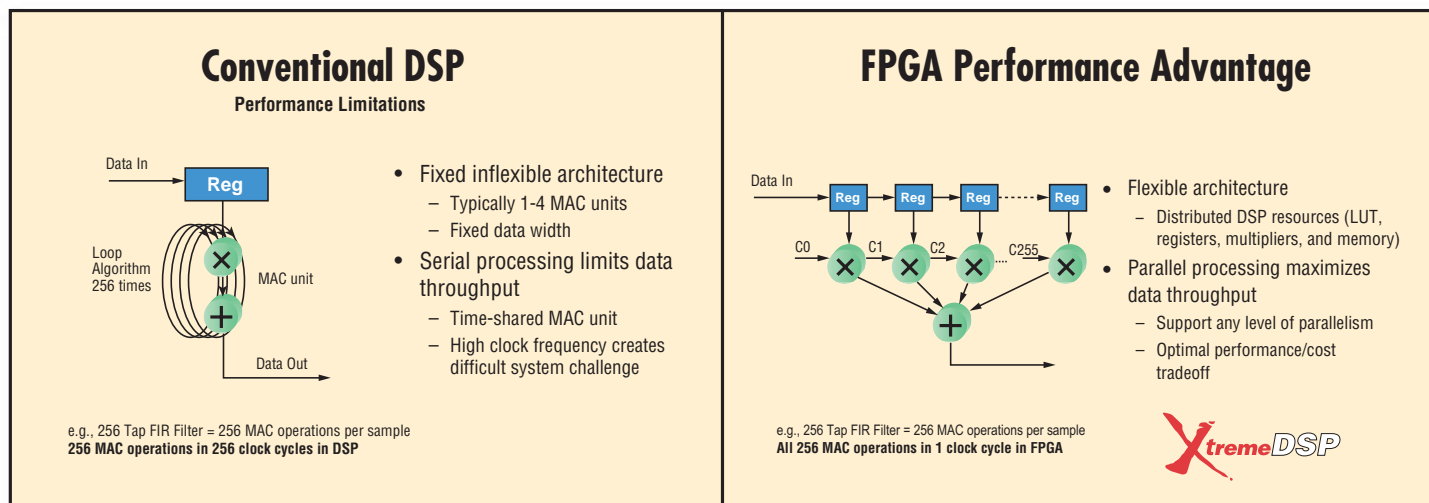 Conventional DSP
Performance Limitations
Data In
Reg
Loop
Algorithm
256 times
MAC unit
Data Out
• Fixed inflexible architecture
– Typically 1-4 MAC units
– Fixed data width
• Serial processing limits data
throughput
– Time-shared MAC unit
– High clock frequency creates
difficult system challenge
e.g., 256 Tap FIR Filter = 256 MAC operations per sample
256 MAC operations in 256 clock cycles in DSP
FPGA Performance Advantage
Data In
Reg Reg Reg Reg
C0 C1 C2 .... C255
• Flexible architecture
– Distributed DSP resources (LUT,
registers, multipliers, and memory)
• Parallel processing maximizes
data throughput
– Support any level of parallelism
– Optimal performance/cost
tradeoff
e.g., 256 Tap FIR Filter = 256 MAC operations per sample
All 256 MAC operations in 1 clock cycle in FPGA
XtremeDSP